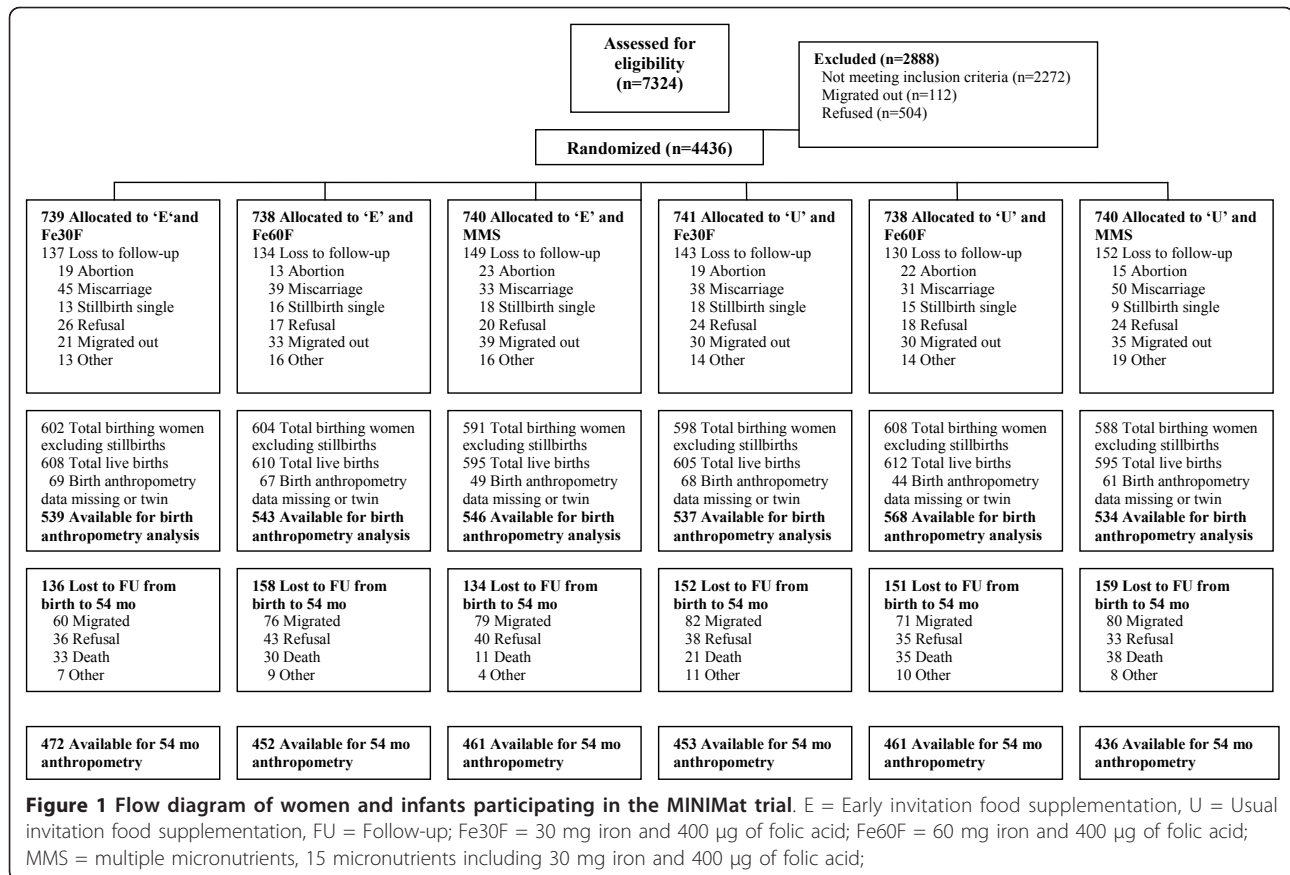 Assessed for
eligibility
(n=7324)
Excluded (n=2888)
Not meeting inclusion criteria (n=2272)
Migrated out (n=112)
Refused (n=504)
Randomized (n=4436)
739 Allocated to ‘E‘and
Fe30F
137 Loss to follow-up
19 Abortion
45 Miscarriage
13 Stillbirth single
26 Refusal
21 Migrated out
13 Other
738 Allocated to ‘E’ and
Fe60F
134 Loss to follow-up
13 Abortion
39 Miscarriage
16 Stillbirth single
17 Refusal
33 Migrated out
16 Other
740 Allocated to ‘E’ and
MMS
149 Loss to follow-up
23 Abortion
33 Miscarriage
18 Stillbirth single
20 Refusal
39 Migrated out
16 Other
741 Allocated to ‘U’ and
Fe30F
143 Loss to follow-up
19 Abortion
38 Miscarriage
18 Stillbirth single
24 Refusal
30 Migrated out
14 Other
738 Allocated to ‘U’ and
Fe60F
130 Loss to follow-up
22 Abortion
31 Miscarriage
15 Stillbirth single
18 Refusal
30 Migrated out
14 Other
740 Allocated to ‘U’ and
MMS
152 Loss to follow-up
15 Abortion
50 Miscarriage
9 Stillbirth single
24 Refusal
35 Migrated out
19 Other
602 Total birthing women
excluding stillbirths
608 Total live births
69 Birth anthropometry
data missing or twin
539 Available for birth
anthropometry analysis
604 Total birthing women
excluding stillbirths
610 Total live births
67 Birth anthropometry
data missing or twin
543 Available for birth
anthropometry analysis
591 Total birthing women
excluding stillbirths
595 Total live births
49 Birth anthropometry
data missing or twin
546 Available for birth
anthropometry analysis
598 Total birthing women
excluding stillbirths
605 Total live births
68 Birth anthropometry
data missing or twin
537 Available for birth
anthropometry analysis
608 Total birthing women
excluding stillbirths
612 Total live births
44 Birth anthropometry
data missing or twin
568 Available for birth
anthropometry analysis
588 Total birthing women
excluding stillbirths
595 Total live births
61 Birth anthropometry
data missing or twin
534 Available for birth
anthropometry analysis
136 Lost to FU from
birth to 54 mo
60 Migrated
36 Refusal
33 Death
7 Other
158 Lost to FU from
birth to 54 mo
76 Migrated
43 Refusal
30 Death
9 Other
134 Lost to FU from
birth to 54 mo
79 Migrated
40 Refusal
11 Death
4 Other
152 Lost to FU from
birth to 54 mo
82 Migrated
38 Refusal
21 Death
11 Other
151 Lost to FU from
birth to 54 mo
71 Migrated
35 Refusal
35 Death
10 Other
159 Lost to FU from
birth to 54 mo
80 Migrated
33 Refusal
38 Death
8 Other
472 Available for 54 mo
anthropometry
452 Available for 54 mo
anthropometry
461 Available for 54 mo
anthropometry
453 Available for 54 mo
anthropometry
461 Available for 54 mo
anthropometry
436 Available for 54 mo
anthropometry
Figure 1 Flow diagram of women and infants participating in the MINIMat trial. E = Early invitation food supplementation, U = Usual
invitation food supplementation, FU = Follow-up; Fe30F = 30 mg iron and 400 μg of folic acid; Fe60F = 60 mg iron and 400 μg of folic acid;
MMS = multiple micronutrients, 15 micronutrients including 30 mg iron and 400 μg of folic acid;